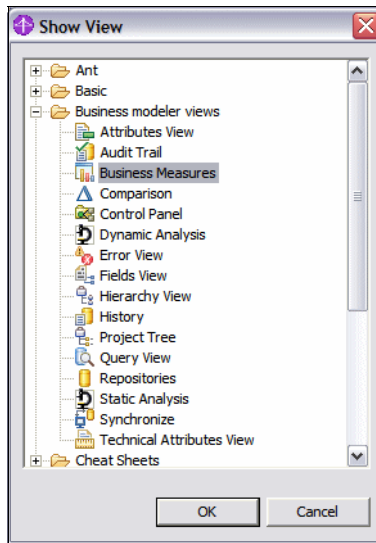 Show View
Ant
Basic
Business modeler views
Attributes View
Audit Trail
Business Measures
Comparison
Control Panel
Dynamic Analysis
Error View
Fields View
Hierarchy View
History
Project Tree
Query View
Repositories
Static Analysis
Synchronize
Technical Attributes View
Cheat Sheets
OK Cancel